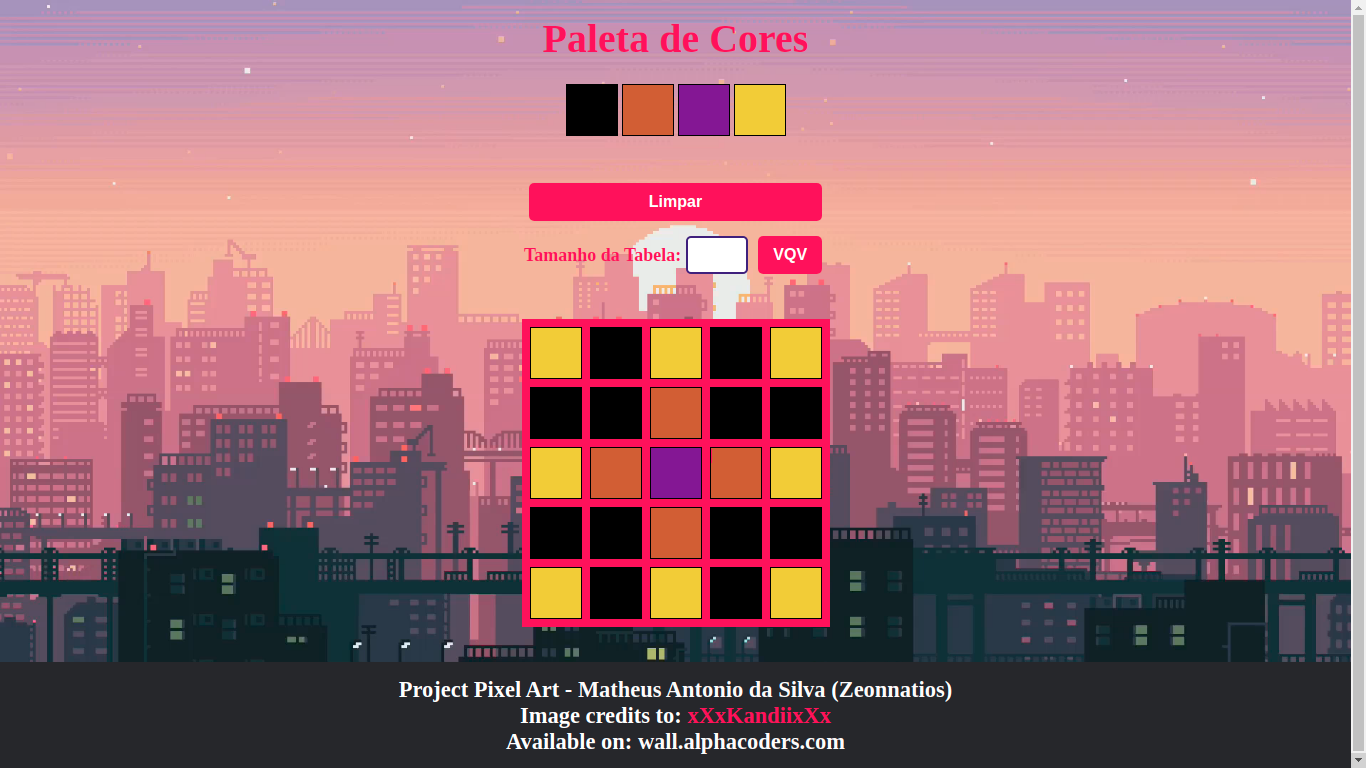 Paleta de Cores
Limpar
Tamanho da Tabela: VQV
Project Pixel Art - Matheus Antonio da Silva (Zeonnatios)
Image credits to: xXxKandiixXx
Available on: wall.alphacoders.com